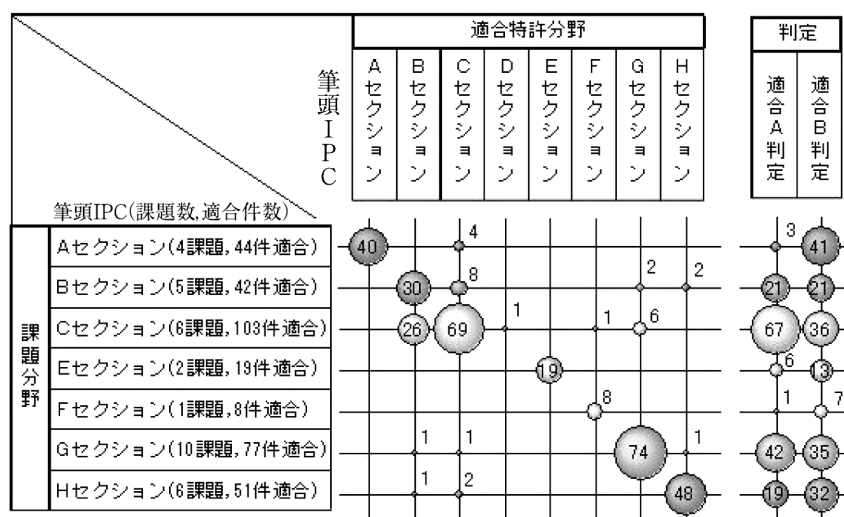 適合特許分野
判定
筆頭IPC
Aセクション
Bセクション
Cセクション
Dセクション
Eセクション
Fセクション
Gセクション
Hセクション
適合A判定
適合B判定
筆頭IPC(課題数,適合件数)
課題分野
Aセクション(4課題,44件適合) 40 4 3 41
Bセクション(5課題,42件適合) 30 8 2 2 21 21
Cセクション(6課題,103件適合) 26 69 1 1 6 67 36
Eセクション(2課題,19件適合) 19 6 13
Fセクション(1課題,8件適合) 8 1 7
Gセクション(10課題,77件適合) 1 1 74 1 42 35
Hセクション(6課題,51件適合) 1 2 48 19 32